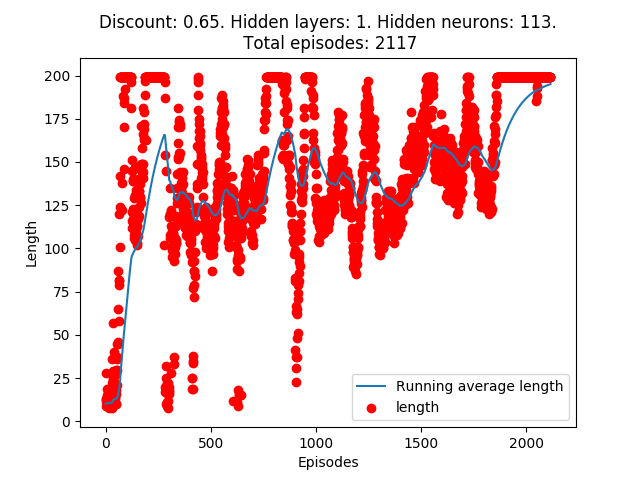 Discount: 0.65. Hidden layers: 1. Hidden neurons: 113.
Total episodes: 2117
200
175
150
125
100
75
50
25
0
Length
0 500 1000 1500 2000
Episodes
Running average length
length